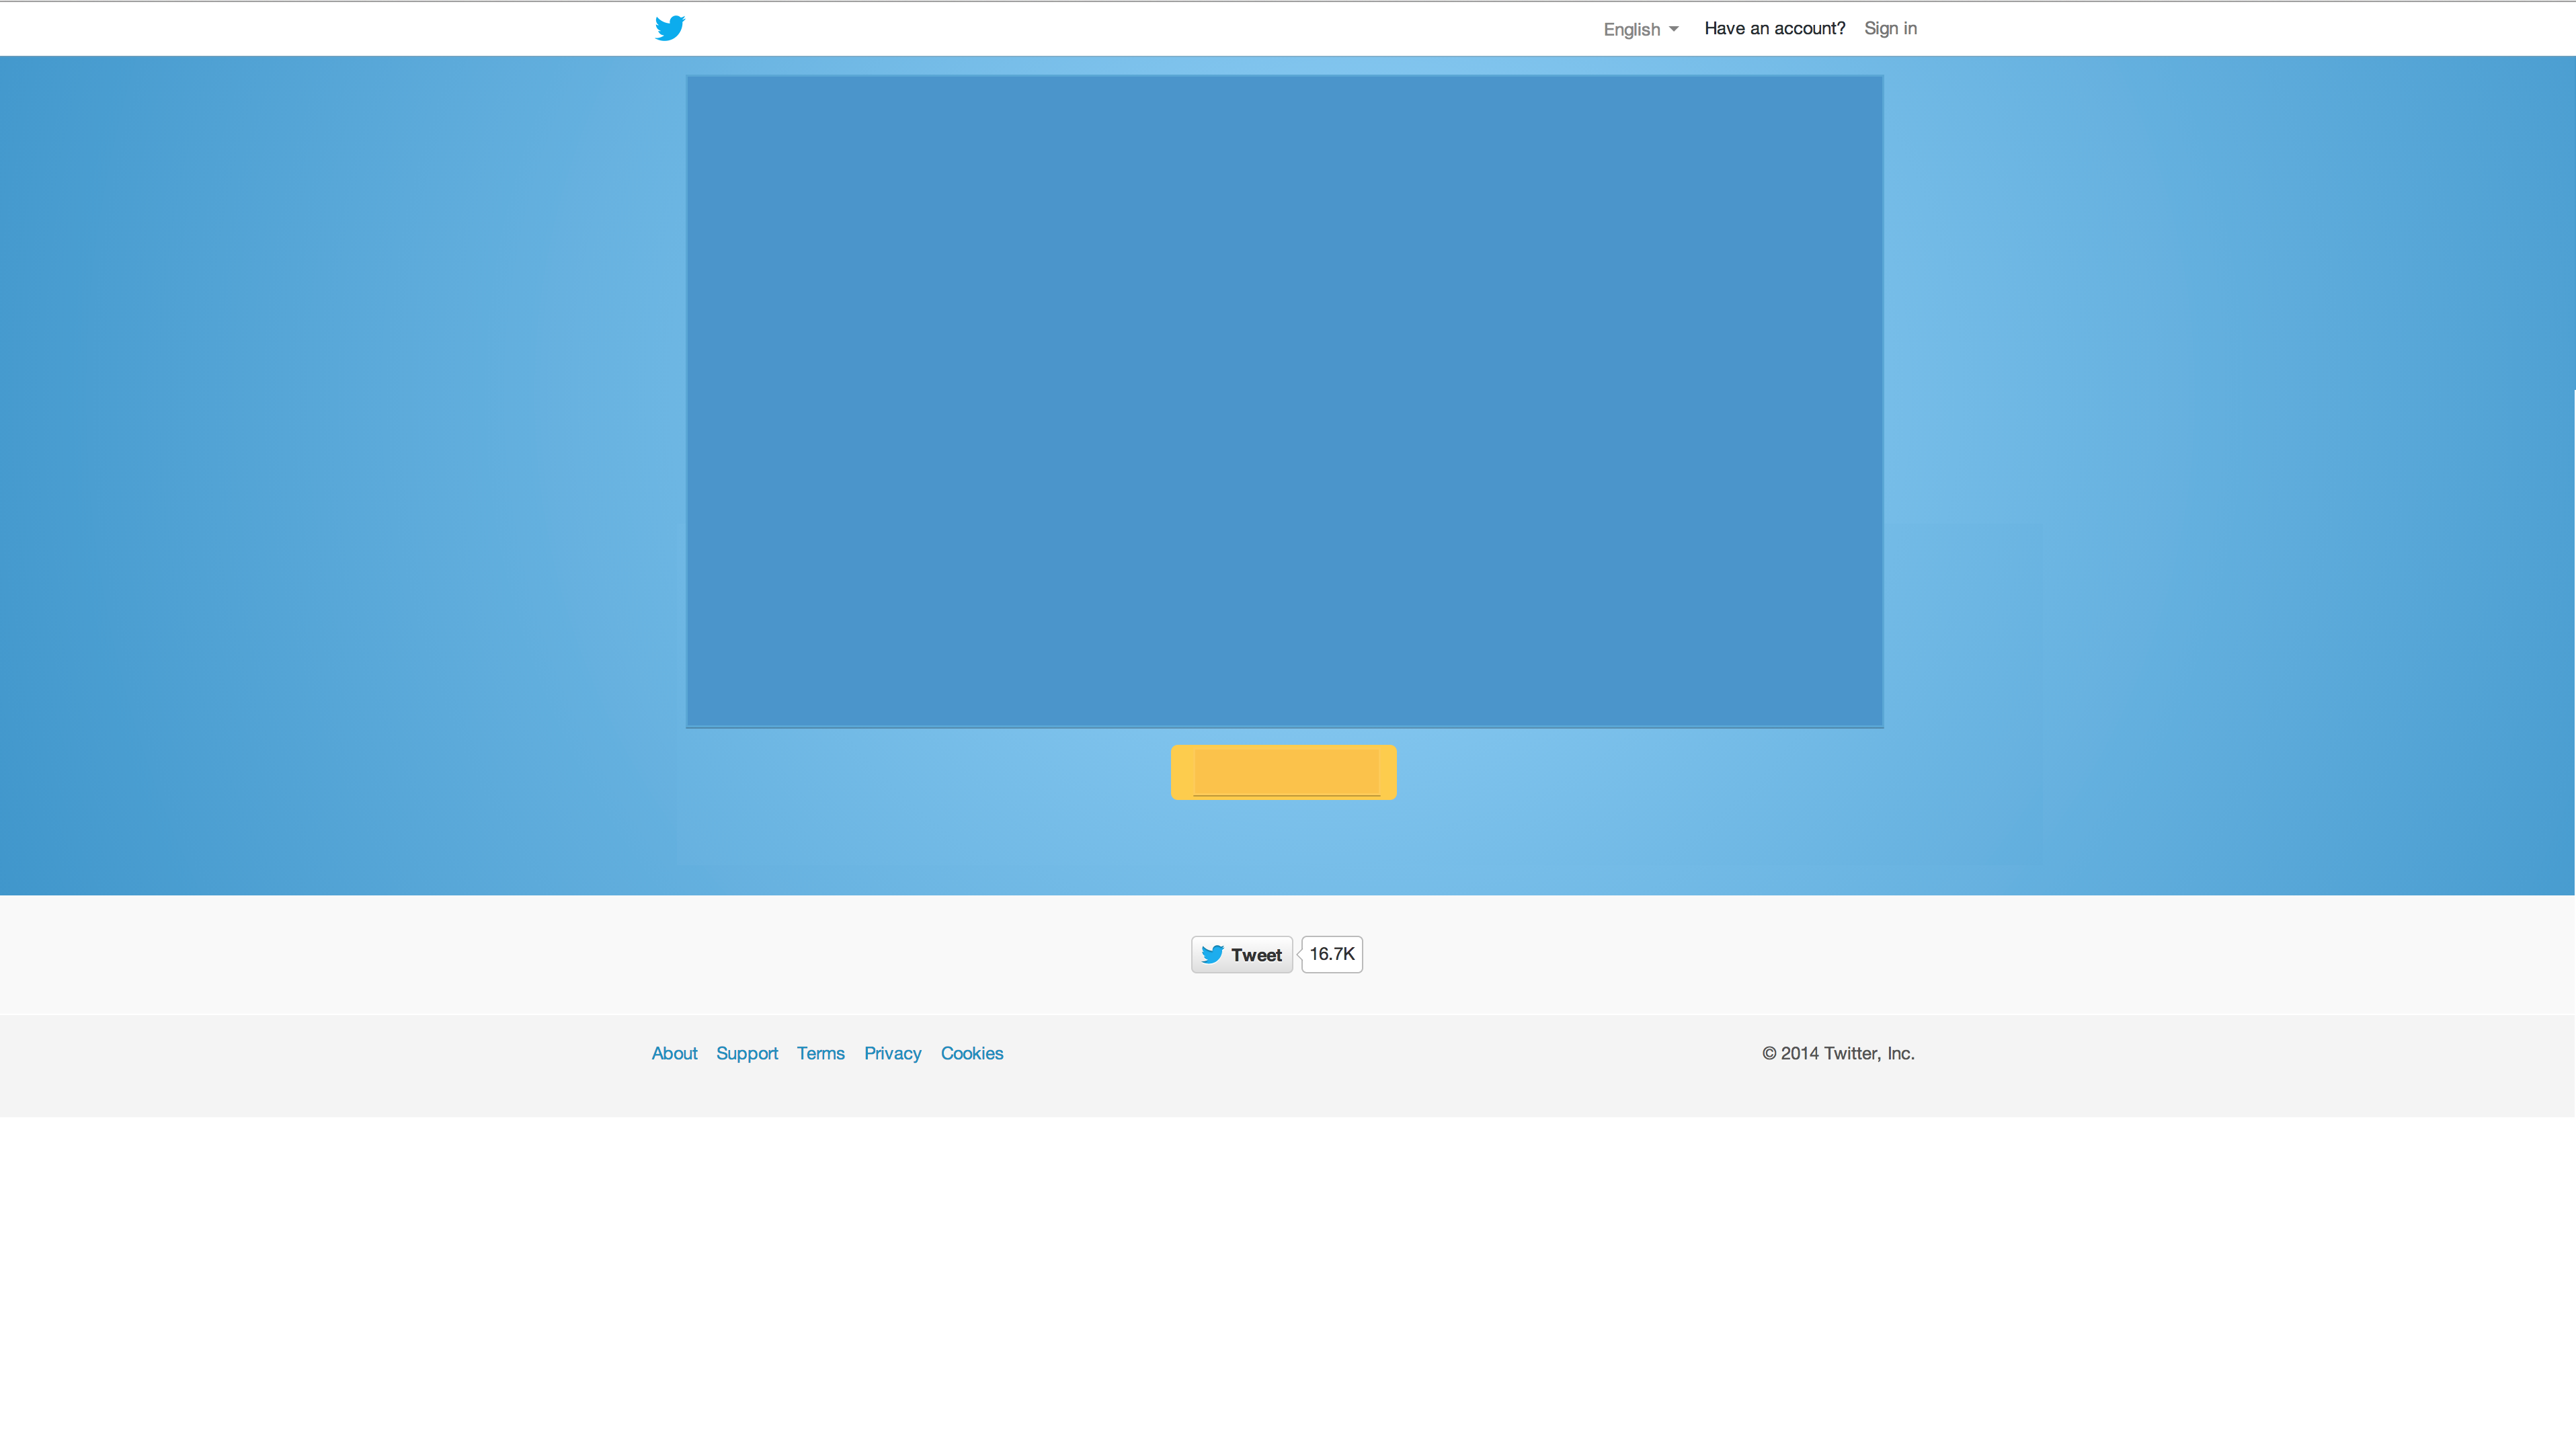 English Have an account? Sign in
Tweet 16.7K
About Support Terms Privacy Cookies © 2014 Twitter, Inc.